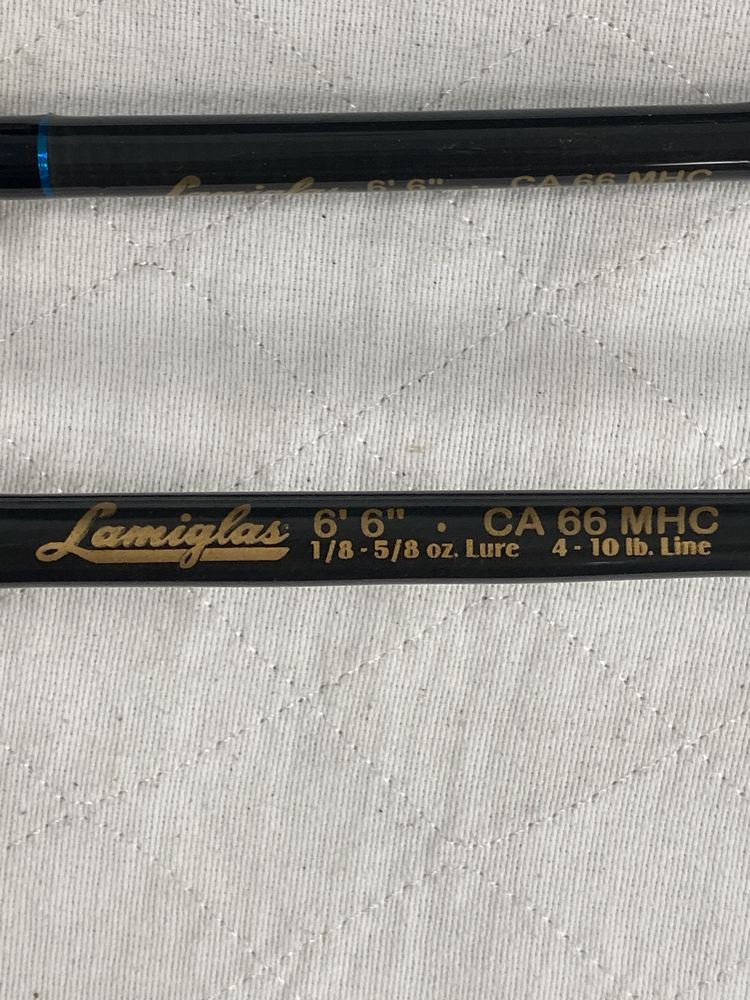 Lamiglas 6' 6" · CA 66 MHC
Lamiglas® 6' 6" · CA 66 MHC
1/8 - 5/8 oz. Lure 4 - 10 lb. Line